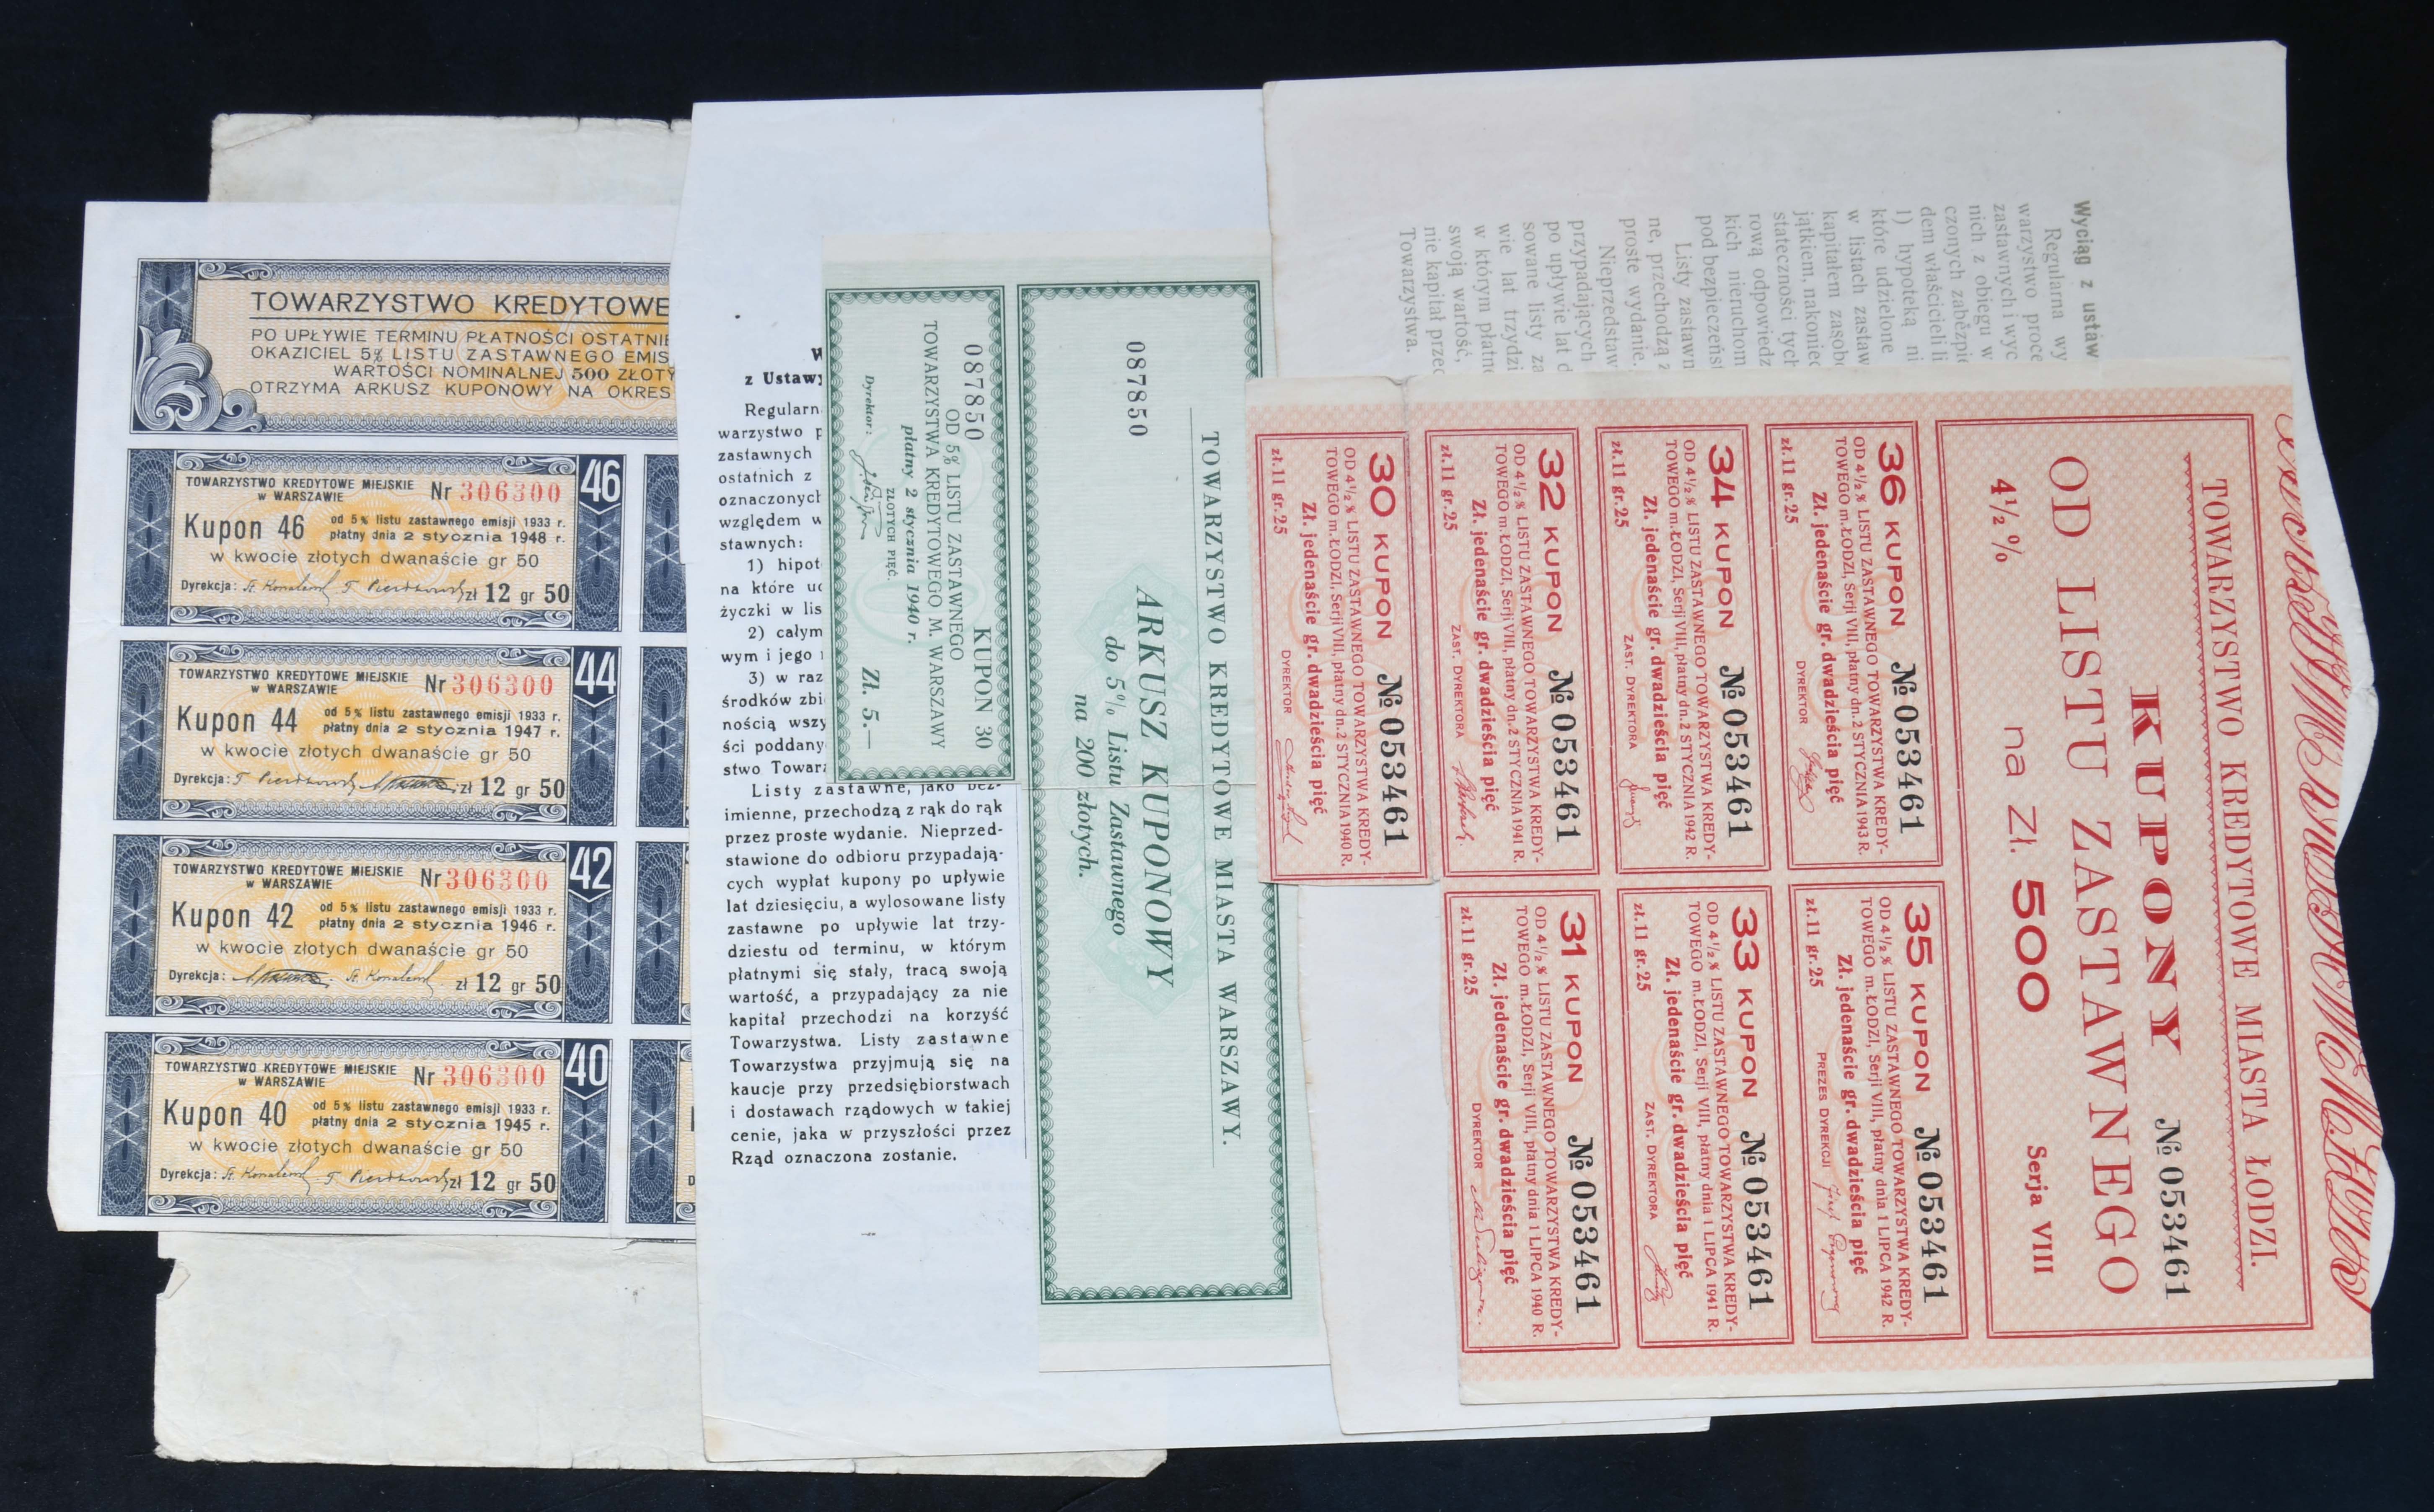 TOWARZYSTWO KREDYTOWE
PO UPŁYWIE TERMINU PŁATNOŚCI OSTATNIE
OKAZICIEL 5% LISTU ZASTAWNEGO EMIS
WARTOŚCI NOMINALNEJ 500 ZŁOTY
OTRZYMA ARKUSZ KUPONOWY NA OKRES
TOWARZYSTWO KREDYTOWE MIEJSKIE
w WARSZAWIE
Nr 306300
46
Kupon 46
od 5% listu zastawnego emisji 1933 r.
płatny dnia 2 stycznia 1948 r.
w kwocie złotych dwanaście gr 50
Dyrekcja:
zł 12 gr 50
TOWARZYSTWO KREDYTOWE MIEJSKIE
w WARSZAWIE
Nr 306300
44
Kupon 44
od 5% listu zastawnego emisji 1933 r.
płatny dnia 2 stycznia 1947 r.
w kwocie złotych dwanaście gr 50
Dyrekcja:
zł 12 gr 50
TOWARZYSTWO KREDYTOWE MIEJSKIE
w WARSZAWIE
Nr 306300
42
Kupon 42
od 5% listu zastawnego emisji 1933 r.
płatny dnia 2 stycznia 1946 r.
w kwocie złotych dwanaście gr 50
Dyrekcja:
zł 12 gr 50
TOWARZYSTWO KREDYTOWE MIEJSKIE
w WARSZAWIE
Nr 306300
40
Kupon 40
od 5% listu zastawnego emisji 1933 r.
płatny dnia 2 stycznia 1945 r.
w kwocie złotych dwanaście gr 50
Dyrekcja:
zł 12 gr 50
W
z Ustawy
Regularn
warzystwo p
zastawnych
ostatnich z
oznaczonych
względem w
stawnych:
1) hipot
na które ud
życzki w lis
2) całym
wym i jego
3) w raz
środków zbi
nością wszy
ści poddany
stwo Towarz
Listy zastawne, jako bez-
imienne, przechodzą z rąk do rąk
przez proste wydanie. Nieprzed-
stawione do odbioru przypadają-
cych wypłat kupony po upływie
lat dziesięciu, a wylosowane listy
zastawne po upływie lat trzy-
dziestu od terminu, w którym
płatnymi się stały, tracą swoją
wartość, a przypadający za nie
kapitał przechodzi na korzyść
Towarzystwa. Listy zastawne
Towarzystwa przyjmują się na
kaucje przy przedsiębiorstwach
i dostawach rządowych w takiej
cenie, jaka w przyszłości przez
Rząd oznaczona zostanie.
087850
KUPON 30
OD 5% LISTU ZASTAWNEGO
TOWARZYSTWA KREDYTOWEGO M. WARSZAWY
płatny 2 stycznia 1940 r.
ZŁOTYCH PIĘĆ.
Dyrektor:
Zł. 5.—
TOWARZYSTWO KREDYTOWE MIASTA WARSZAWY.
087850
ARKUSZ KUPONOWY
do 5% Listu Zastawnego
na 200 złotych.
Wyciąg z ustaw
Regularna wy
warzystwo proce
zastawnych i wyc
nich z obiegu w
czonych zabezpie
dem właścicieli li
1) hypoteką ni
które udzielone
w listach zastaw
kapitałem zasobo
jątkiem, nakoniec
stateczności tych
rową odpowiedz
kich nieruchom
pod bezpieczeńst
Listy zastawn
ne, przechodzą z
proste wydanie.
Nieprzedstaw
przypadających
po upływie lat d
sowane listy za
wie lat trzydzi
w którym płatne
swoją wartość,
nie kapitał przec
Towarzystwa.
TOWARZYSTWO KREDYTOWE MIASTA ŁODZI.
KUPONY № 053461
OD LISTU ZASTAWNEGO
4½% na Zł. 500 Serja VIII
36 KUPON № 053461
OD 4½% LISTU ZASTAWNEGO TOWARZYSTWA KREDY-
TOWEGO m. ŁODZI, Serji VIII, płatny dn. 2 STYCZNIA 1943 R.
Zł. jedenaście gr. dwadzieścia pięć
zł. 11 gr. 25 DYREKTOR
35 KUPON № 053461
OD 4½% LISTU ZASTAWNEGO TOWARZYSTWA KREDY-
TOWEGO m. ŁODZI, Serji VIII, płatny dnia 1 LIPCA 1942 R.
Zł. jedenaście gr. dwadzieścia pięć
zł. 11 gr. 25 PREZES DYREKCJI
34 KUPON № 053461
OD 4½% LISTU ZASTAWNEGO TOWARZYSTWA KREDY-
TOWEGO m. ŁODZI, Serji VIII, płatny dn. 2 STYCZNIA 1942 R.
Zł. jedenaście gr. dwadzieścia pięć
zł. 11 gr. 25 ZAST. DYREKTORA
33 KUPON № 053461
OD 4½% LISTU ZASTAWNEGO TOWARZYSTWA KREDY-
TOWEGO m. ŁODZI, Serji VIII, płatny dnia 1 LIPCA 1941 R.
Zł. jedenaście gr. dwadzieścia pięć
zł. 11 gr. 25 ZAST. DYREKTORA
32 KUPON № 053461
OD 4½% LISTU ZASTAWNEGO TOWARZYSTWA KREDY-
TOWEGO m. ŁODZI, Serji VIII, płatny dn. 2 STYCZNIA 1941 R.
Zł. jedenaście gr. dwadzieścia pięć
zł. 11 gr. 25 ZAST. DYREKTORA
31 KUPON № 053461
OD 4½% LISTU ZASTAWNEGO TOWARZYSTWA KREDY-
TOWEGO m. ŁODZI, Serji VIII, płatny dnia 1 LIPCA 1940 R.
Zł. jedenaście gr. dwadzieścia pięć
zł. 11 gr. 25 DYREKTOR
30 KUPON № 053461
OD 4½% LISTU ZASTAWNEGO TOWARZYSTWA KREDY-
TOWEGO m. ŁODZI, Serji VIII, płatny dn. 2 STYCZNIA 1940 R.
Zł. jedenaście gr. dwadzieścia pięć
zł. 11 gr. 25 DYREKTOR